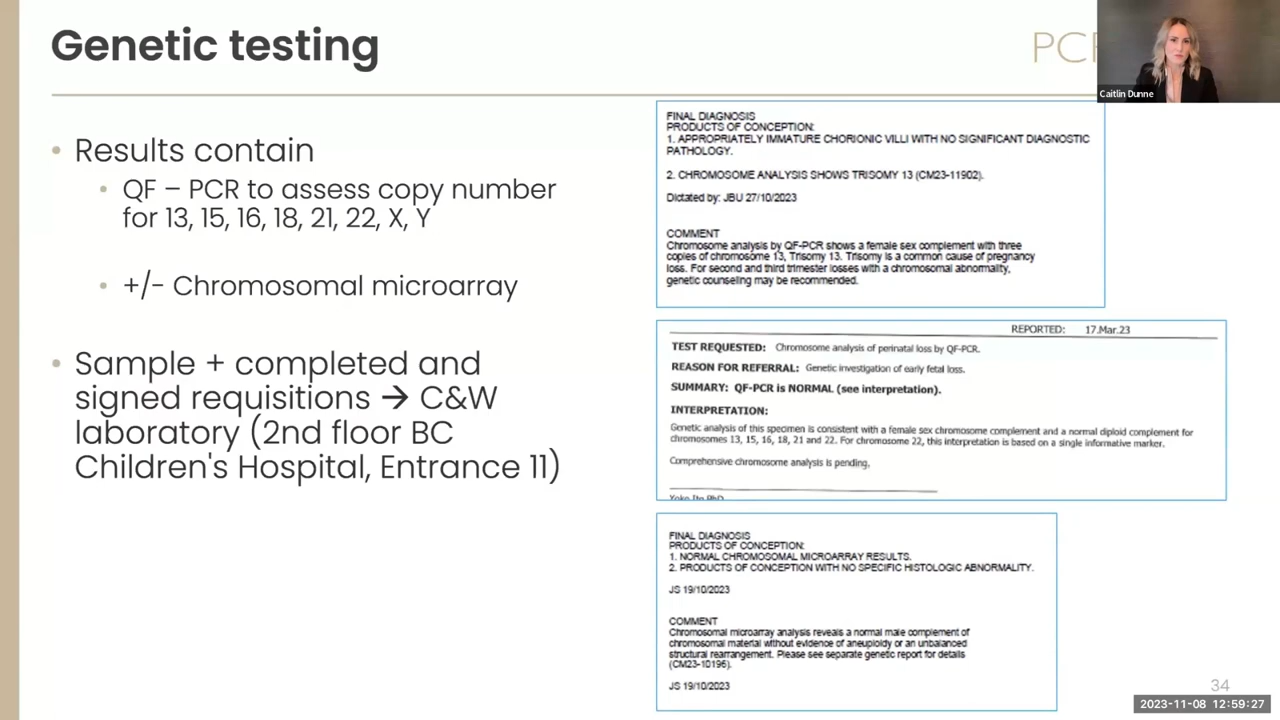 Genetic testing
PC
Caitlin Dunne
• Results contain
• QF – PCR to assess copy number
for 13, 15, 16, 18, 21, 22, X, Y
• +/- Chromosomal microarray
• Sample + completed and
signed requisitions → C&W
laboratory (2nd floor BC
Children's Hospital, Entrance 11)
FINAL DIAGNOSIS
PRODUCTS OF CONCEPTION:
1. APPROPRIATELY IMMATURE CHORIONIC VILLI WITH NO SIGNIFICANT DIAGNOSTIC
PATHOLOGY.
2. CHROMOSOME ANALYSIS SHOWS TRISOMY 13 (CM23-11902).
Dictated by: JBU 27/10/2023
COMMENT
Chromosome analysis by QF-PCR shows a female sex complement with three
copies of chromosome 13, Trisomy 13. Trisomy is a common cause of pregnancy
loss. For second and third trimester losses with a chromosomal abnormality,
genetic counseling may be recommended.
REPORTED: 17.Mar.23
TEST REQUESTED: Chromosome analysis of perinatal loss by QF-PCR.
REASON FOR REFERRAL: Genetic investigation of early fetal loss.
SUMMARY: QF-PCR is NORMAL (see interpretation).
INTERPRETATION:
Genetic analysis of this specimen is consistent with a female sex chromosome complement and a normal diploid complement for
chromosomes 13, 15, 16, 18, 21 and 22. For chromosome 22, this interpretation is based on a single informative marker.
Comprehensive chromosome analysis is pending.
FINAL DIAGNOSIS
PRODUCTS OF CONCEPTION:
1. NORMAL CHROMOSOMAL MICROARRAY RESULTS.
2. PRODUCTS OF CONCEPTION WITH NO SPECIFIC HISTOLOGIC ABNORMALITY.
JS 19/10/2023
COMMENT
Chromosomal microarray analysis reveals a normal male complement of
chromosomal material without evidence of aneuploidy or an unbalanced
structural rearrangement. Please see separate genetic report for details
(CM23-10196).
JS 19/10/2023
34
2023-11-08 12:59:27